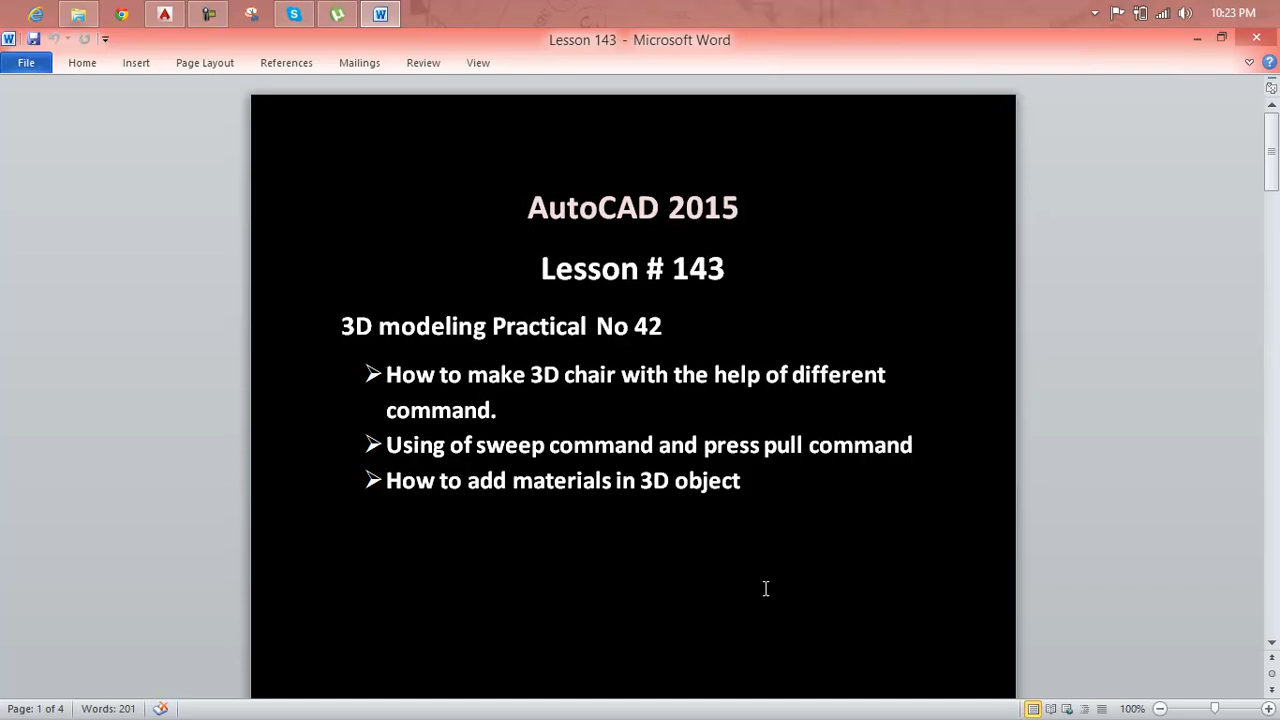 10:23 PM
Lesson 143 - Microsoft Word
File Home Insert Page Layout References Mailings Review View
AutoCAD 2015
Lesson # 143
3D modeling Practical No 42
How to make 3D chair with the help of different
command.
Using of sweep command and press pull command
How to add materials in 3D object
Page: 1 of 4 Words: 201 100%